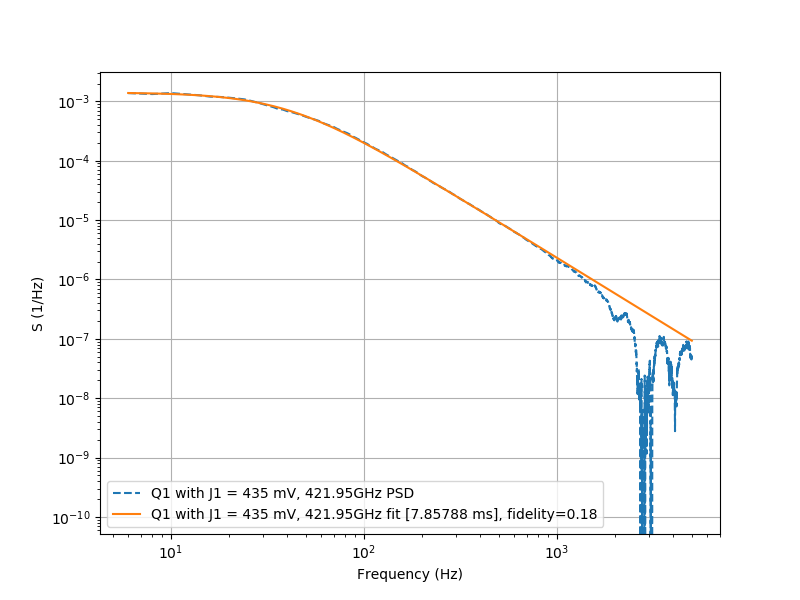 10⁻³
10⁻⁴
10⁻⁵
10⁻⁶
10⁻⁷
10⁻⁸
10⁻⁹
10⁻¹⁰
S (1/Hz)
Q1 with J1 = 435 mV, 421.95GHz PSD
Q1 with J1 = 435 mV, 421.95GHz fit [7.85788 ms], fidelity=0.18
10¹ 10² 10³
Frequency (Hz)